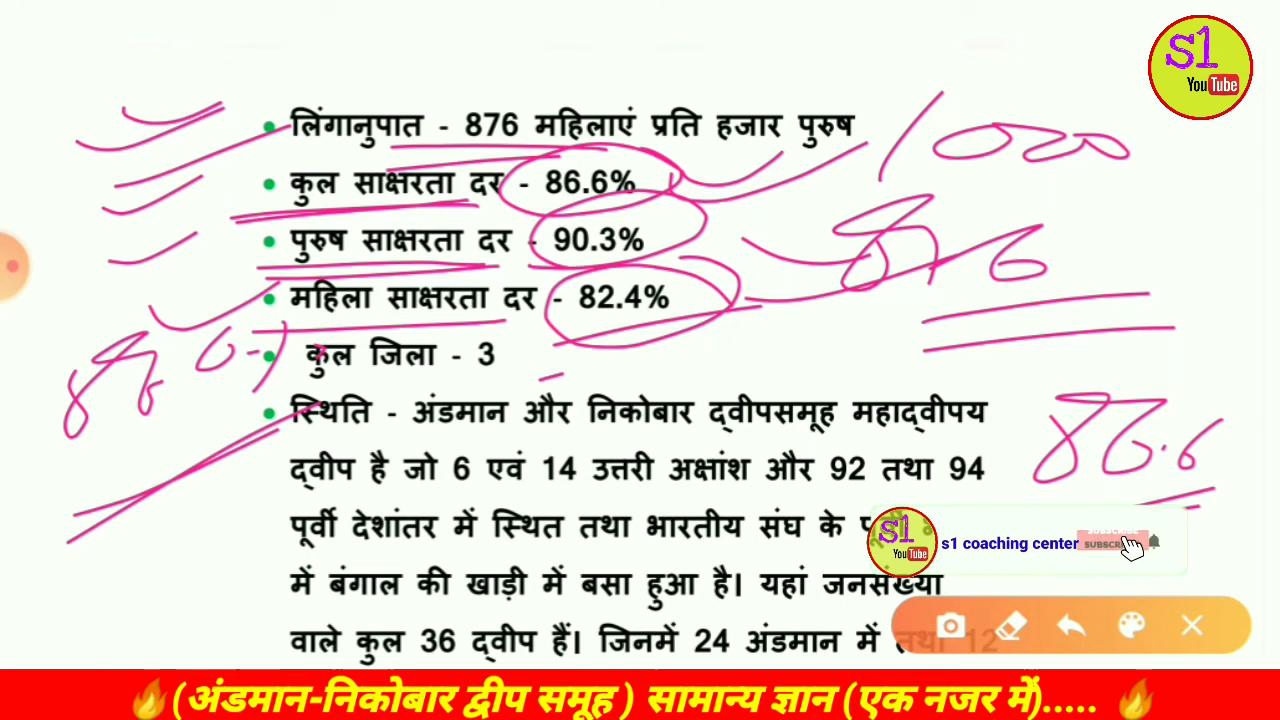 S1
YouTube
• लिंगानुपात - 876 महिलाएं प्रति हजार पुरुष
1000
• कुल साक्षरता दर - 86.6%
• पुरुष साक्षरता दर - 90.3%
876
• महिला साक्षरता दर - 82.4%
• कुल जिला - 3
• स्थिति - अंडमान और निकोबार द्वीपसमूह महाद्वीपय
86.6
द्वीप है जो 6 एवं 14 उत्तरी अक्षांश और 92 तथा 94
पूर्वी देशांतर में स्थित तथा भारतीय संघ के
S1
YouTube
s1 coaching center
SUBSCRIBE
में बंगाल की खाड़ी में बसा हुआ है। यहां जनसंख्या
वाले कुल 36 द्वीप हैं। जिनमें 24 अंडमान में तथा 12
(अंडमान-निकोबार द्वीप समूह ) सामान्य ज्ञान (एक नजर में).....